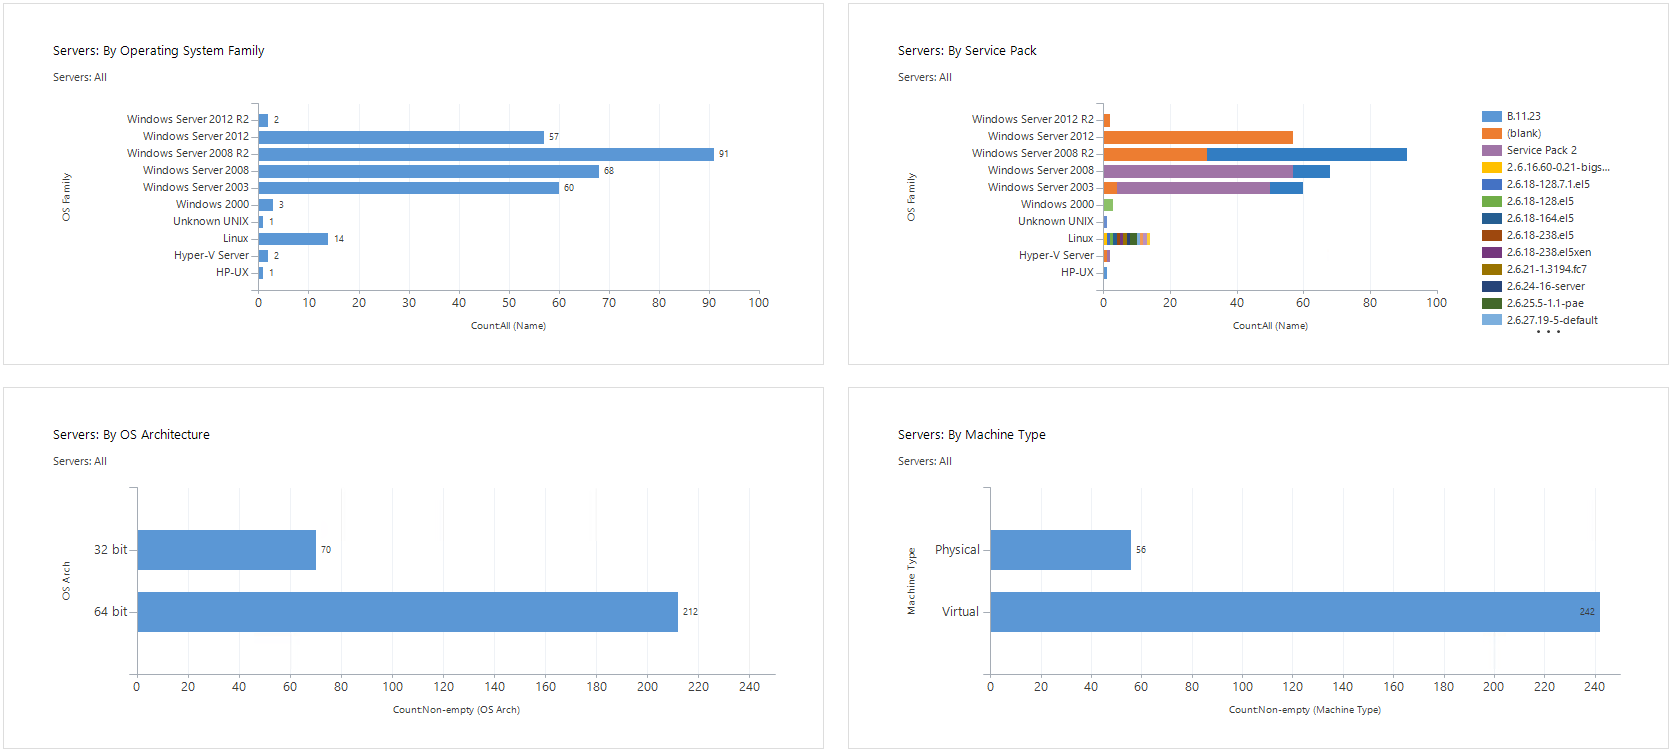 Servers: By Operating System Family
Servers: All
OS Family
Windows Server 2012 R2
2
Windows Server 2012
57
Windows Server 2008 R2
91
Windows Server 2008
68
Windows Server 2003
60
Windows 2000
3
Unknown UNIX
1
Linux
14
Hyper-V Server
2
HP-UX
1
0 10 20 30 40 50 60 70 80 90 100
Count:All (Name)
Servers: By Service Pack
Servers: All
OS Family
Windows Server 2012 R2
Windows Server 2012
Windows Server 2008 R2
Windows Server 2008
Windows Server 2003
Windows 2000
Unknown UNIX
Linux
Hyper-V Server
HP-UX
0 20 40 60 80 100
Count:All (Name)
B.11.23
(blank)
Service Pack 2
2.6.16.60-0.21-bigs...
2.6.18-128.7.1.el5
2.6.18-128.el5
2.6.18-164.el5
2.6.18-238.el5
2.6.18-238.el5xen
2.6.21-1.3194.fc7
2.6.24-16-server
2.6.25.5-1.1-pae
2.6.27.19-5-default
• • •
Servers: By OS Architecture
Servers: All
OS Arch
32 bit
70
64 bit
212
0 20 40 60 80 100 120 140 160 180 200 220 240
Count:Non-empty (OS Arch)
Servers: By Machine Type
Servers: All
Machine Type
Physical
56
Virtual
242
0 20 40 60 80 100 120 140 160 180 200 220 240
Count:Non-empty (Machine Type)